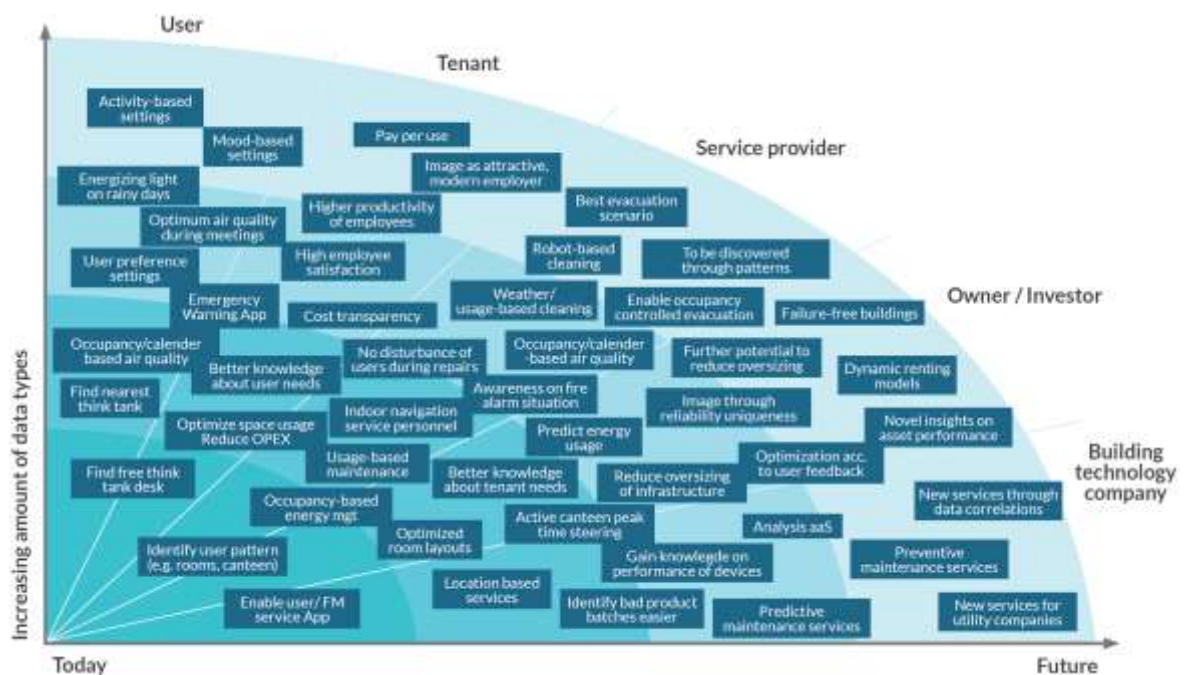 User
Tenant
Service provider
Owner / Investor
Building
technology
company
Increasing amount of data types
Today
Future
Activity-based
settings
Mood-based
settings
Pay per use
Image as attractive,
modern employer
Energizing light
on rainy days
Higher productivity
of employees
Best evacuation
scenario
Optimum air quality
during meetings
User preference
settings
High employee
satisfaction
Robot-based
cleaning
To be discovered
through patterns
Emergency
Warning App
Cost transparency
Weather/
usage-based cleaning
Enable occupancy
controlled evacuation
Failure-free buildings
Occupancy/calender
based air quality
Better knowledge
about user needs
No disturbance of
users during repairs
Occupancy/calender
-based air quality
Further potential to
reduce oversizing
Dynamic renting
models
Find nearest
think tank
Indoor navigation
service personnel
Awareness on fire
alarm situation
Image through
reliability uniqueness
Novel insights on
asset performance
Optimize space usage
Reduce OPEX
Predict energy
usage
Find free think
tank desk
Usage-based
maintenance
Better knowledge
about tenant needs
Reduce oversizing
of infrastructure
Optimization acc.
to user feedback
New services through
data correlations
Occupancy-based
energy mgt
Optimized
room layouts
Active canteen peak
time steering
Analysis aaS
Identify user pattern
(e.g. rooms, canteen)
Gain knowlegde on
performance of devices
Preventive
maintenance services
Enable user/ FM
service App
Location based
services
Identify bad product
batches easier
Predictive
maintenance services
New services for
utility companies